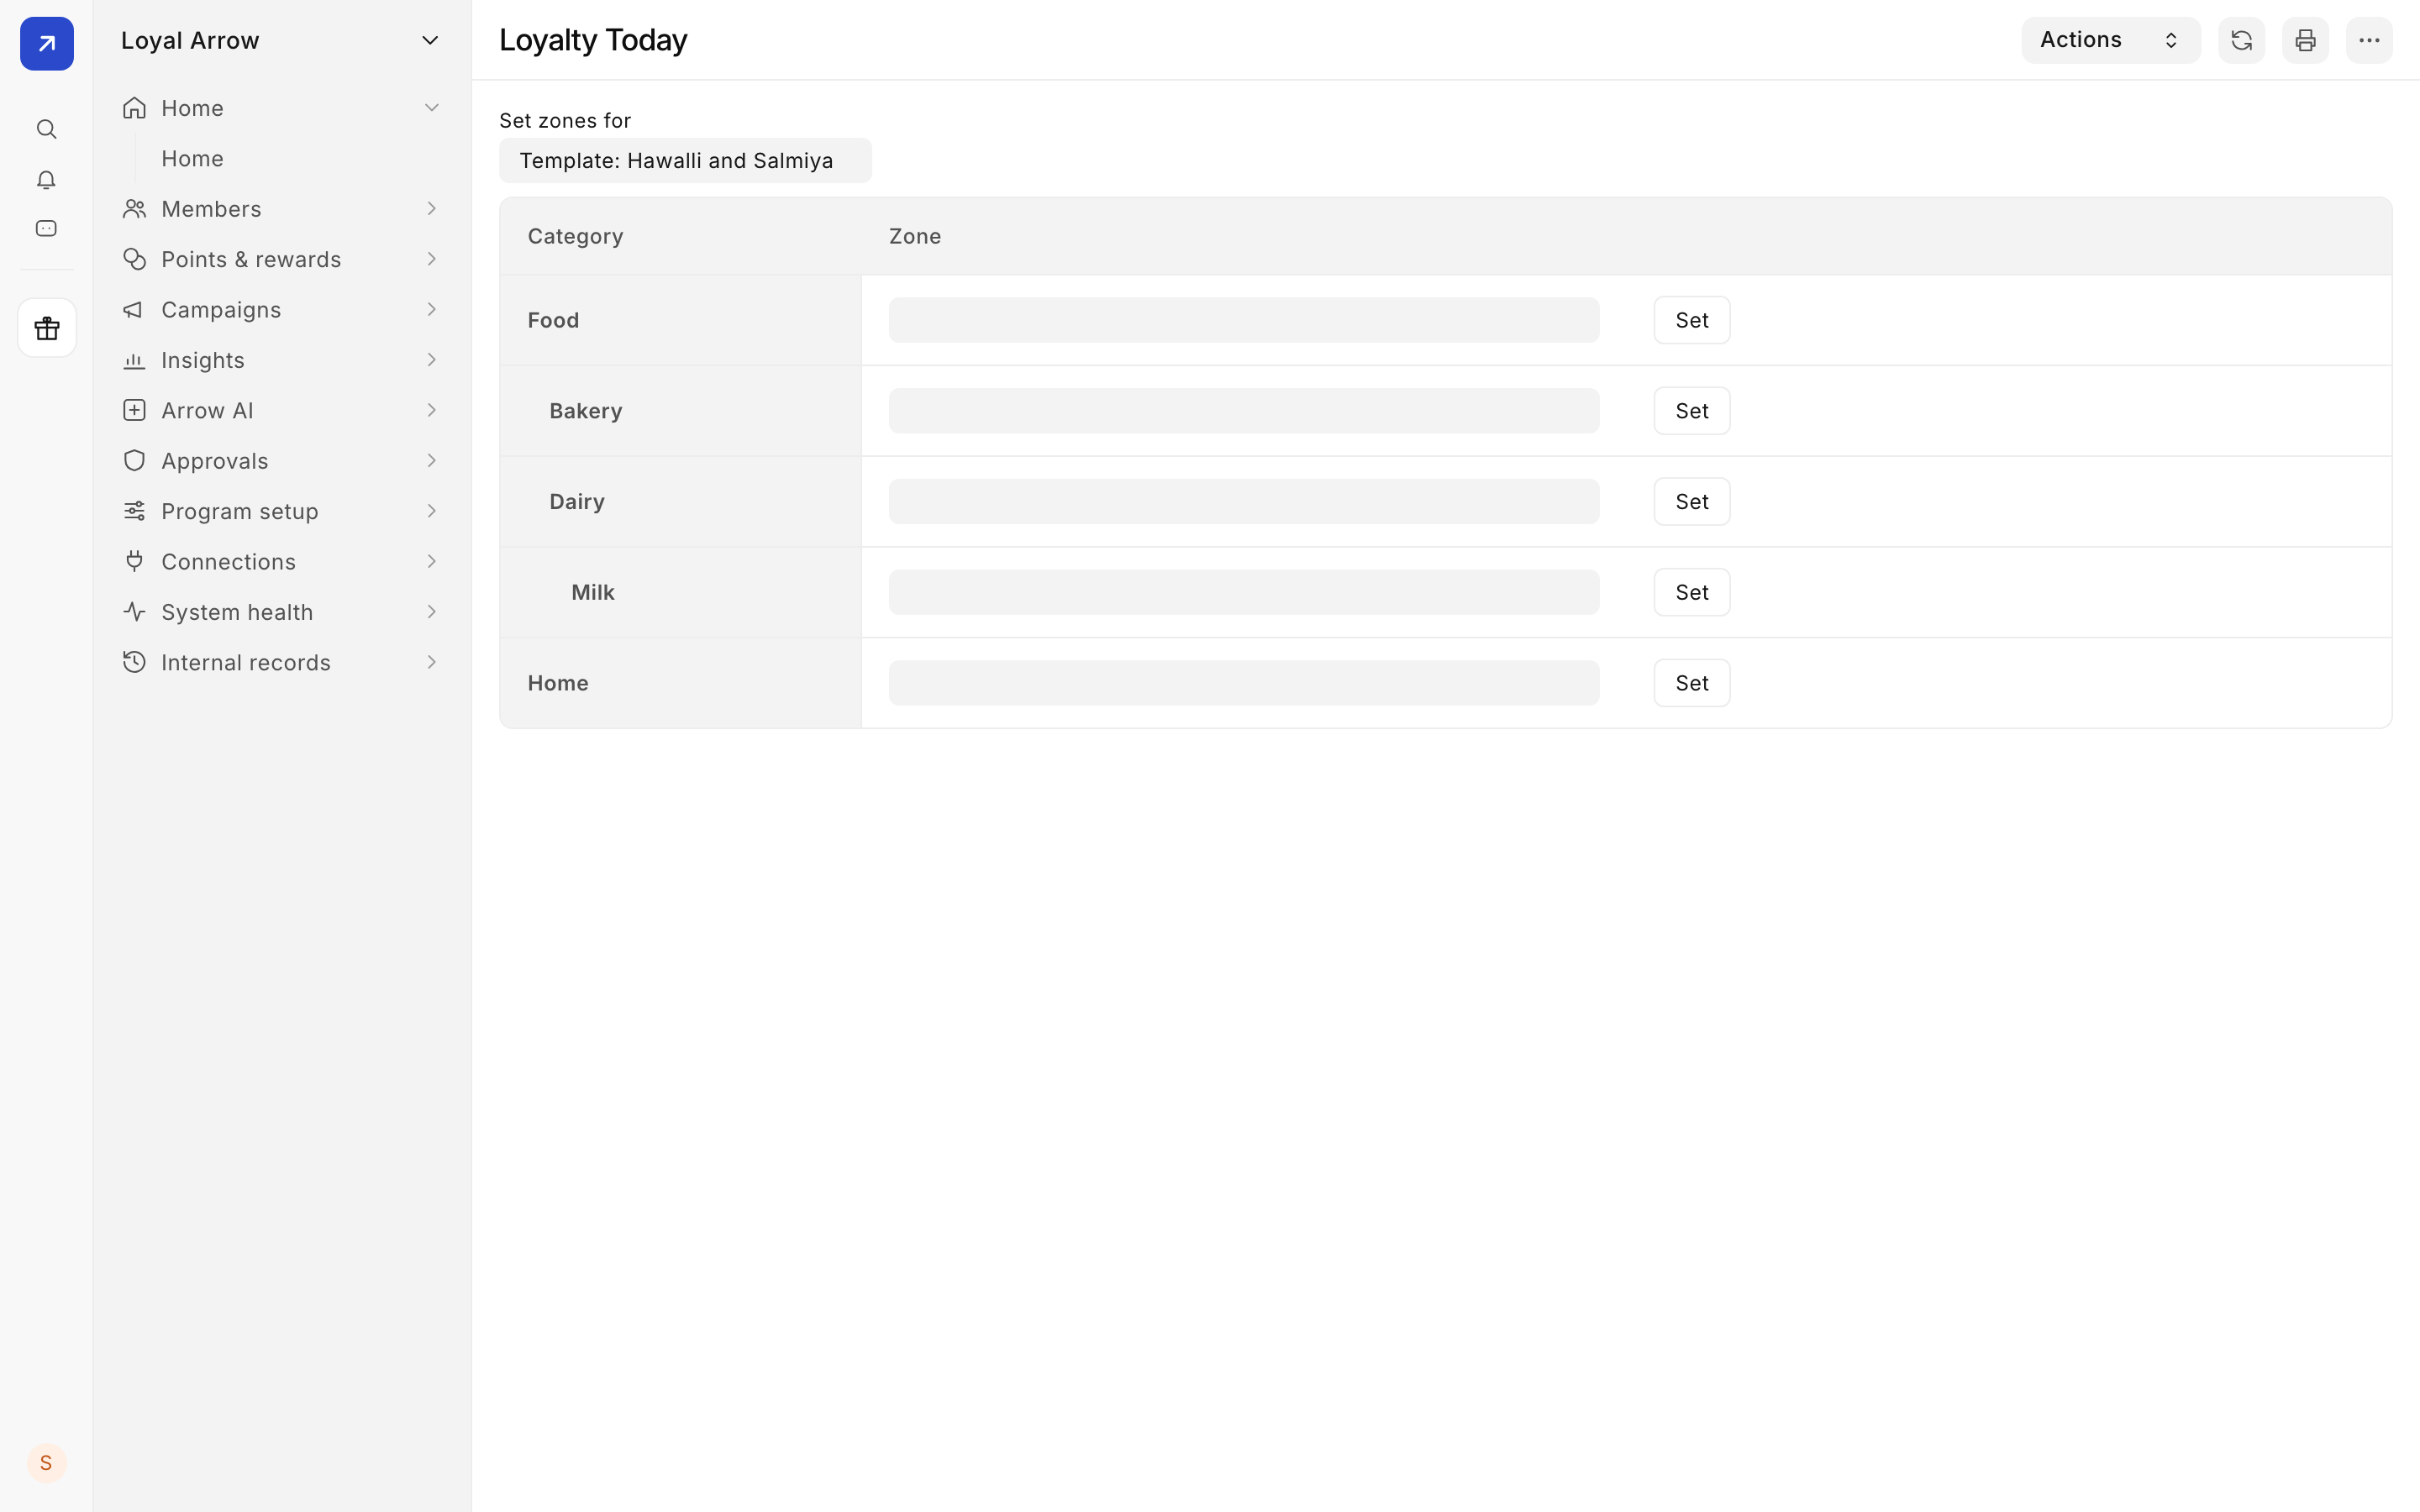 Loyal Arrow
Home
Home
Members
Points & rewards
Campaigns
Insights
Arrow AI
Approvals
Program setup
Connections
System health
Internal records
S
Loyalty Today
Actions
Set zones for
Template: Hawalli and Salmiya
Category Zone
Food Set
Bakery Set
Dairy Set
Milk Set
Home Set